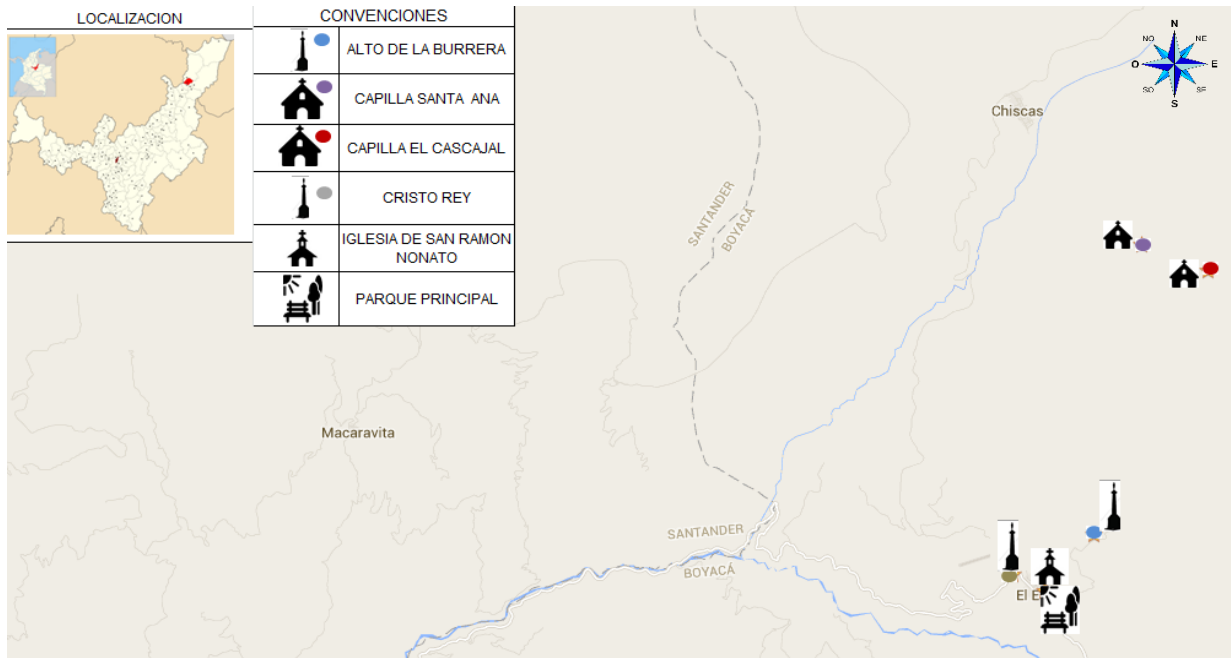 LOCALIZACION
CONVENCIONES
ALTO DE LA BURRERA
CAPILLA SANTA ANA
CAPILLA EL CASCAJAL
CRISTO REY
IGLESIA DE SAN RAMON
NONATO
PARQUE PRINCIPAL
N
NO
NE
O
E
SO
SE
S
Chiscas
SANTANDER
BOYACÁ
Macaravita
SANTANDER
BOYACÁ
El E